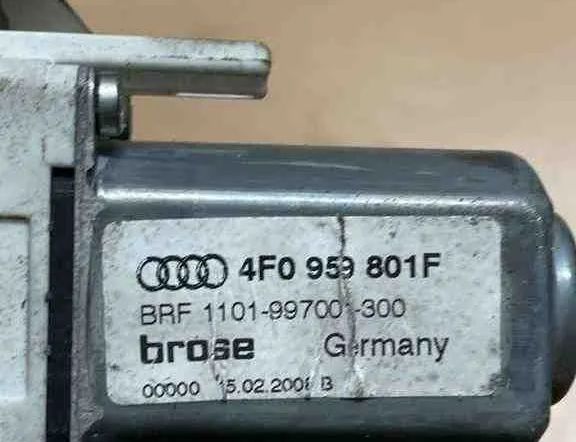 4F0 959 801F
BRF 1101-99700 -300
brose Germany
00000 B